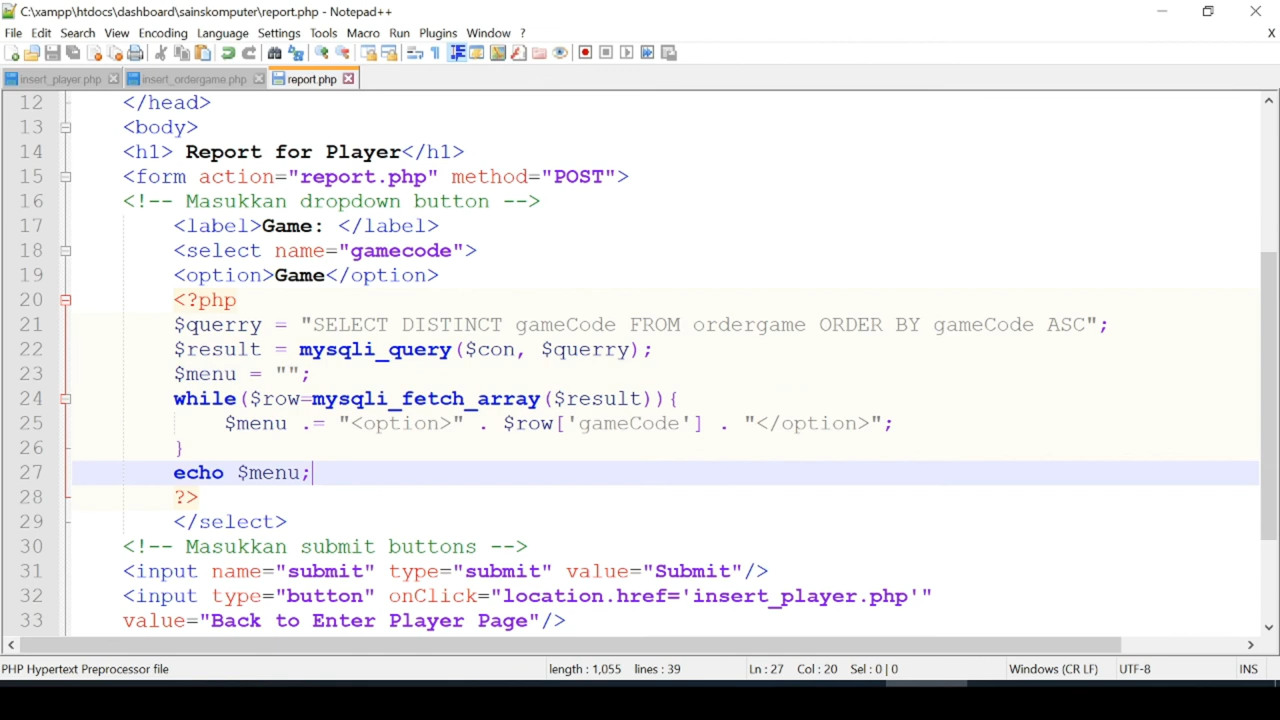 C:\xampp\htdocs\dashboard\sainskomputer\report.php - Notepad++
File Edit Search View Encoding Language Settings Tools Macro Run Plugins Window ? X
insert_player.php insert_ordergame.php report.php
12 </head>
13 <body>
14 <h1> Report for Player</h1>
15 <form action="report.php" method="POST">
16 <!-- Masukkan dropdown button -->
17 <label>Game: </label>
18 <select name="gamecode">
19 <option>Game</option>
20 <?php
21 $querry = "SELECT DISTINCT gameCode FROM ordergame ORDER BY gameCode ASC";
22 $result = mysqli_query($con, $querry);
23 $menu = "";
24 while($row=mysqli_fetch_array($result)){
25 $menu .= "<option>" . $row['gameCode'] . "</option>";
26 }
27 echo $menu;
28 ?>
29 </select>
30 <!-- Masukkan submit buttons -->
31 <input name="submit" type="submit" value="Submit"/>
32 <input type="button" onClick="location.href='insert_player.php'"
33 value="Back to Enter Player Page"/>
PHP Hypertext Preprocessor file length : 1,055 lines : 39 Ln : 27 Col : 20 Sel : 0 | 0 Windows (CR LF) UTF-8 INS